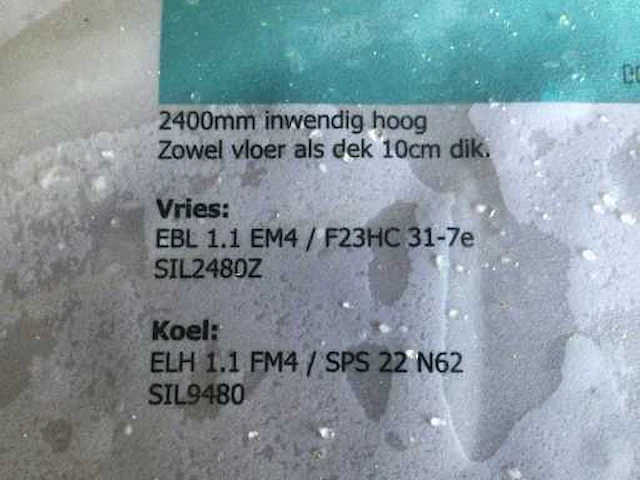 2400mm inwendig hoog
Zowel vloer als dek 10cm dik.
Vries:
EBL 1.1 EM4 / F23HC 31-7e
SIL2480Z
Koel:
ELH 1.1 FM4 / SPS 22 N62
SIL9480